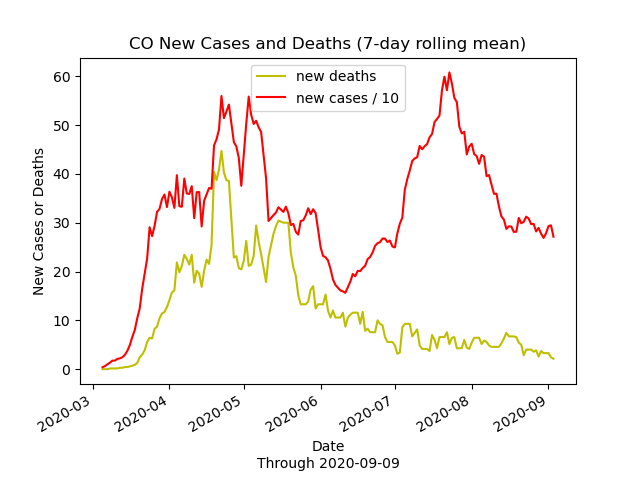 CO New Cases and Deaths (7-day rolling mean)
new deaths
new cases / 10
60
50
40
30
20
10
0
New Cases or Deaths
2020-03
2020-04
2020-05
2020-06
2020-07
2020-08
2020-09
Date
Through 2020-09-09